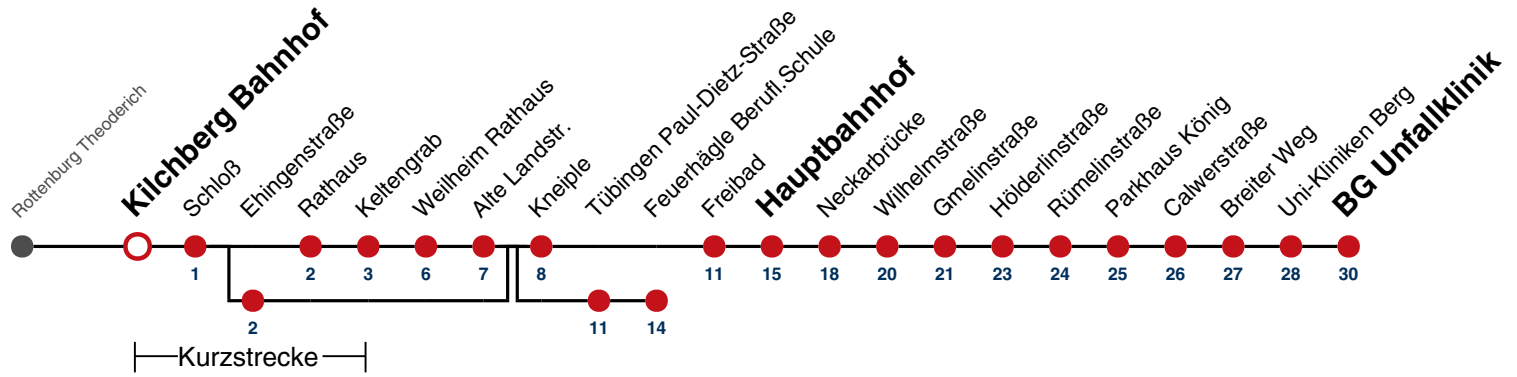 Rottenburg Theoderich
Kilchberg Bahnhof
Schloß
Ehingenstraße
Rathaus
Keltengrab
Weilheim Rathaus
Alte Landstr.
Kneiple
Tübingen Paul-Dietz-Straße
Feuerhägle Berufl.Schule
Freibad
Hauptbahnhof
Neckarbrücke
Wilhelmstraße
Gmelinstraße
Hölderlinstraße
Rümelinstraße
Parkhaus König
Calwerstraße
Breiter Weg
Uni-Kliniken Berg
BG Unfallklinik
1 2 3 6 7 8 11 15 18 20 21 23 24 25 26 27 28 30
2 11 14
Kurzstrecke